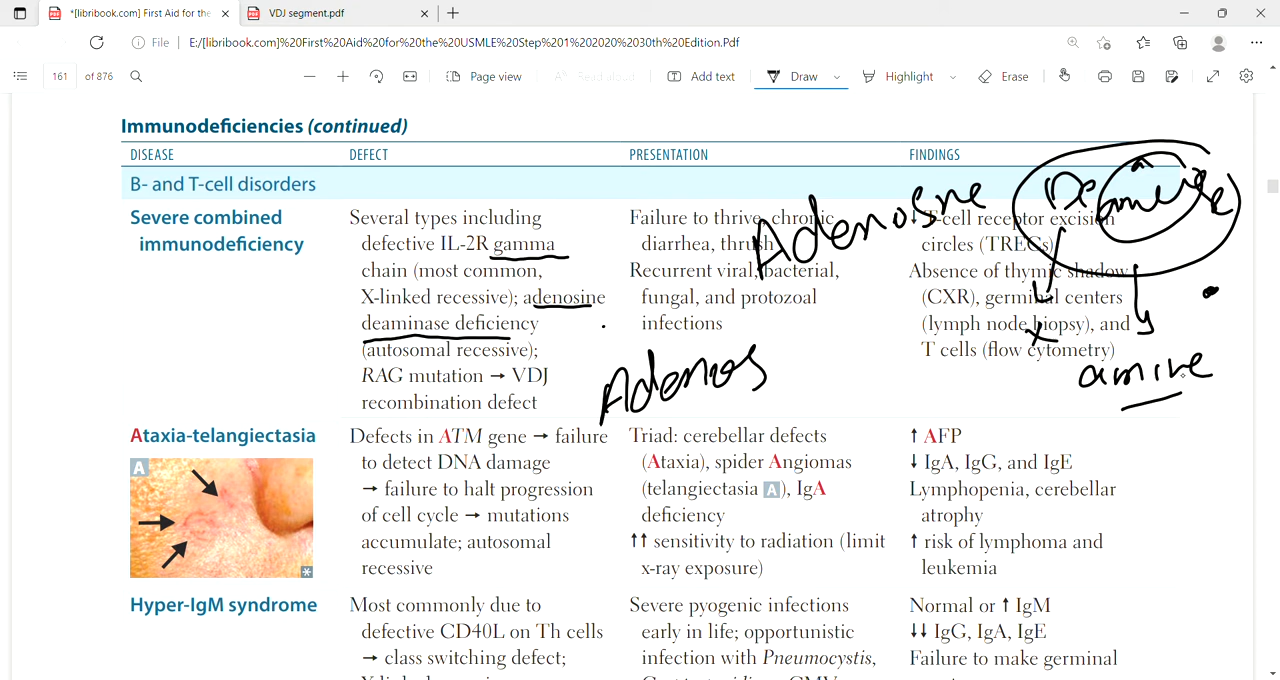 *[libribook.com] First Aid for the
VDJ segment.pdf
File
E:/[libribook.com]%20First%20Aid%20for%20the%20USMLE%20Step%201%202020%2030th%20Edition.Pdf
161 of 876
Page view
Read aloud
Add text
Draw
Highlight
Erase
Immunodeficiencies (continued)
DISEASE DEFECT PRESENTATION FINDINGS
B- and T-cell disorders
Severe combined
immunodeficiency
Several types including
defective IL-2R gamma
chain (most common,
X-linked recessive); adenosine
deaminase deficiency
(autosomal recessive);
RAG mutation → VDJ
recombination defect
Failure to thrive, chronic
diarrhea, thrush
Recurrent viral, bacterial,
fungal, and protozoal
infections
↓ T-cell receptor excision
circles (TRECs)
Absence of thymic shadow
(CXR), germinal centers
(lymph node biopsy), and
T cells (flow cytometry)
Adenosine
De
x
amine
Adenos
Ataxia-telangiectasia
A
Defects in ATM gene → failure
to detect DNA damage
→ failure to halt progression
of cell cycle → mutations
accumulate; autosomal
recessive
Triad: cerebellar defects
(Ataxia), spider Angiomas
(telangiectasia A), IgA
deficiency
↑↑ sensitivity to radiation (limit
x-ray exposure)
↑ AFP
↓ IgA, IgG, and IgE
Lymphopenia, cerebellar
atrophy
↑ risk of lymphoma and
leukemia
Hyper-IgM syndrome
Most commonly due to
defective CD40L on Th cells
→ class switching defect;
Severe pyogenic infections
early in life; opportunistic
infection with Pneumocystis,
Normal or ↑ IgM
↓↓ IgG, IgA, IgE
Failure to make germinal